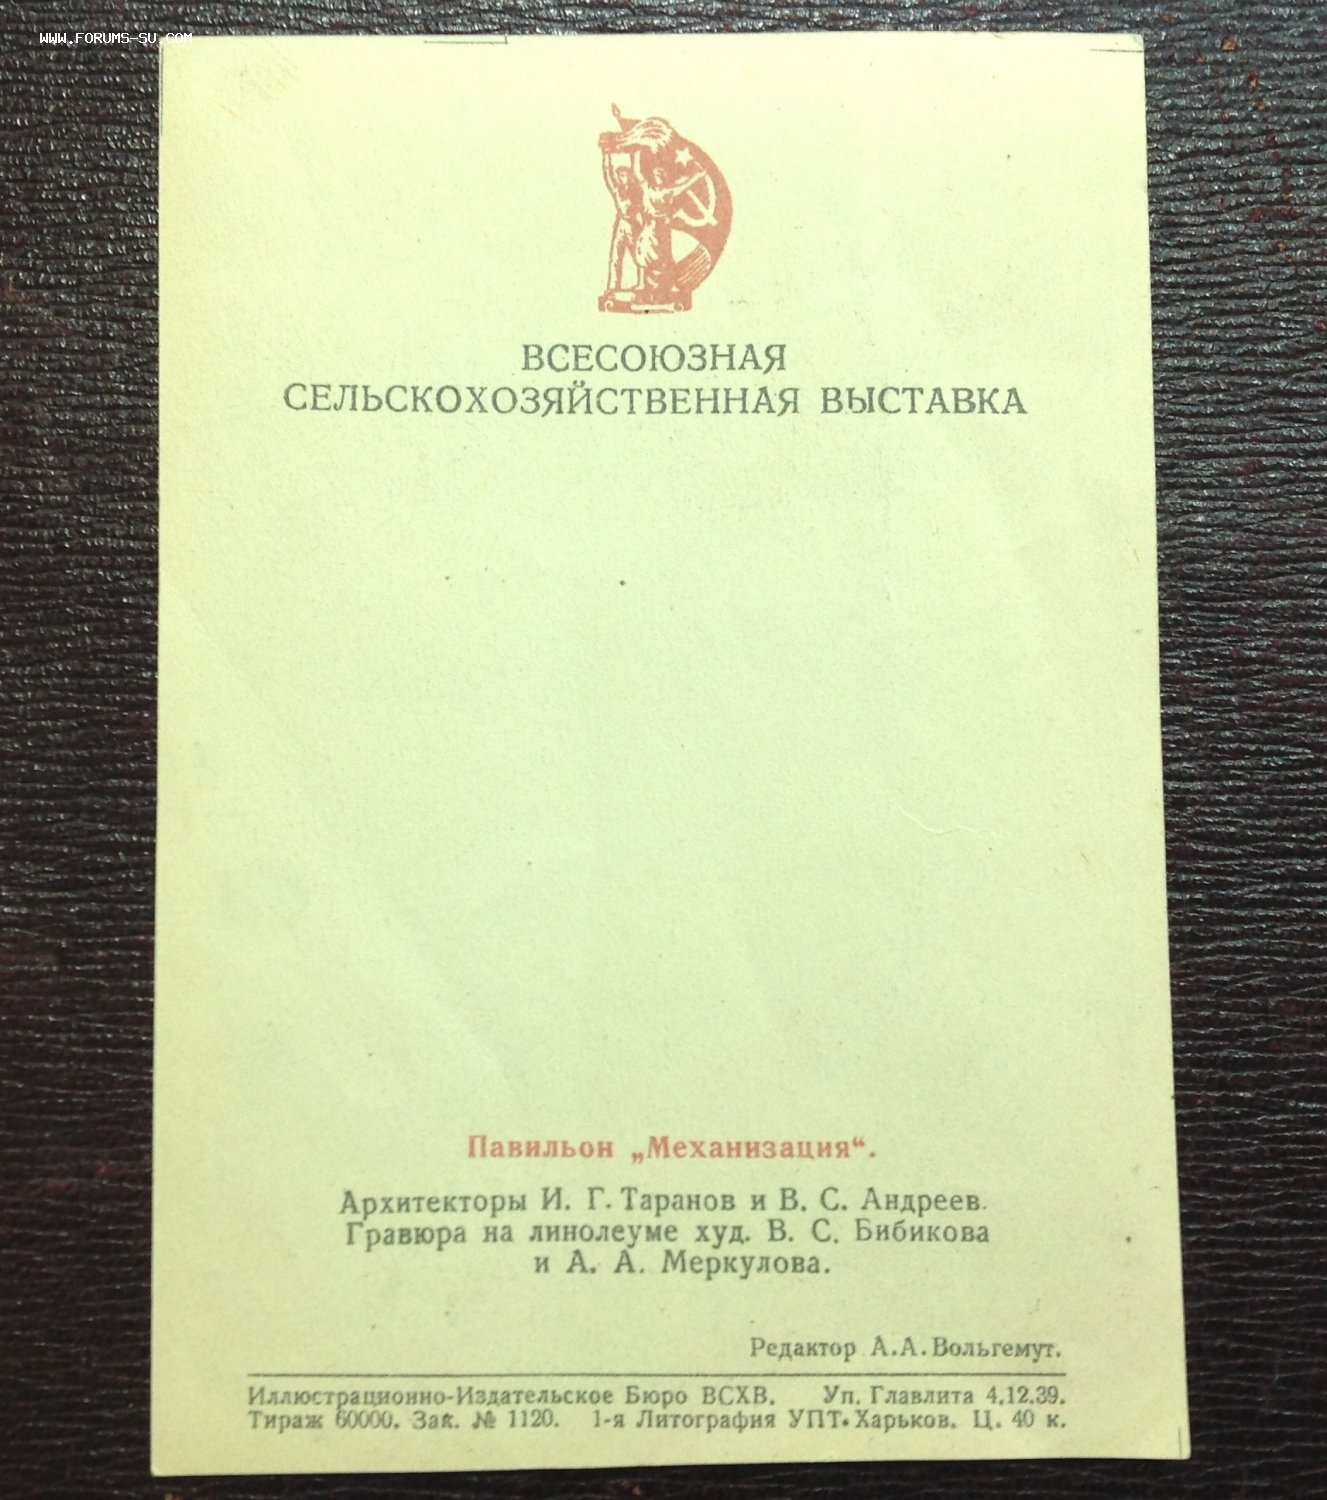 WWW.FORUMS-SU.COM
ВСЕСОЮЗНАЯ
СЕЛЬСКОХОЗЯЙСТВЕННАЯ ВЫСТАВКА
Павильон „Механизация“.
Архитекторы И. Г. Таранов и В. С. Андреев.
Гравюра на линолеуме худ. В. С. Бибикова
и А. А. Меркулова.
Редактор А.А.Вольгемут.
Иллюстрационно-Издательское Бюро ВСХВ. Уп. Главлита 4.12.39.
Тираж 60000. Зак. № 1120. 1-я Литография УПТ·Харьков. Ц. 40 к.